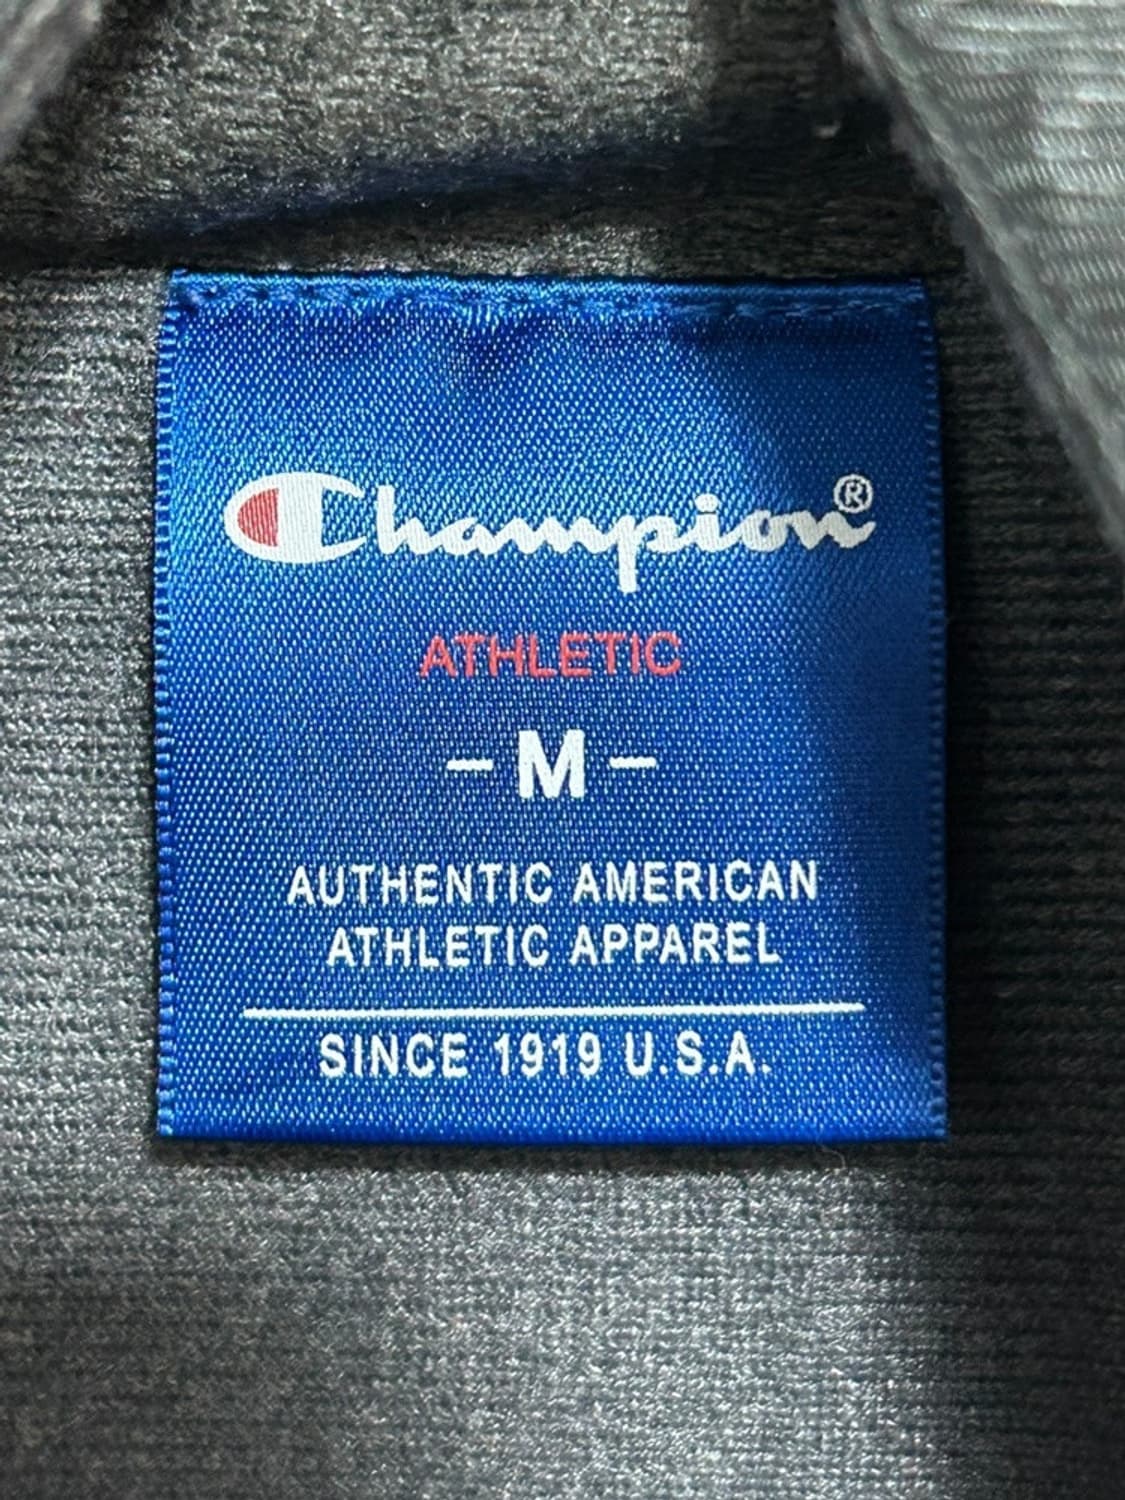 Champion®
ATHLETIC
- M -
AUTHENTIC AMERICAN
ATHLETIC APPAREL
SINCE 1919 U.S.A.